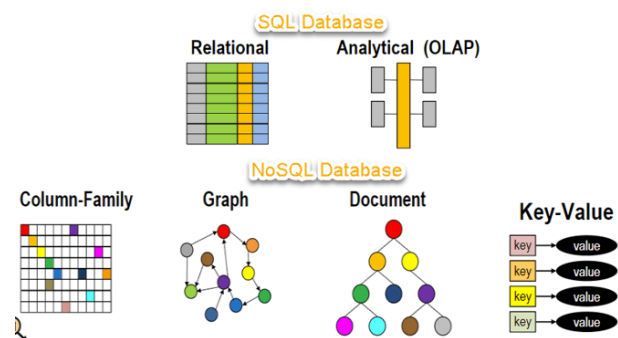 SQL Database
Relational
Analytical (OLAP)
NoSQL Database
Column-Family
Graph
Document
Key-Value
key value
key value
key value
key value